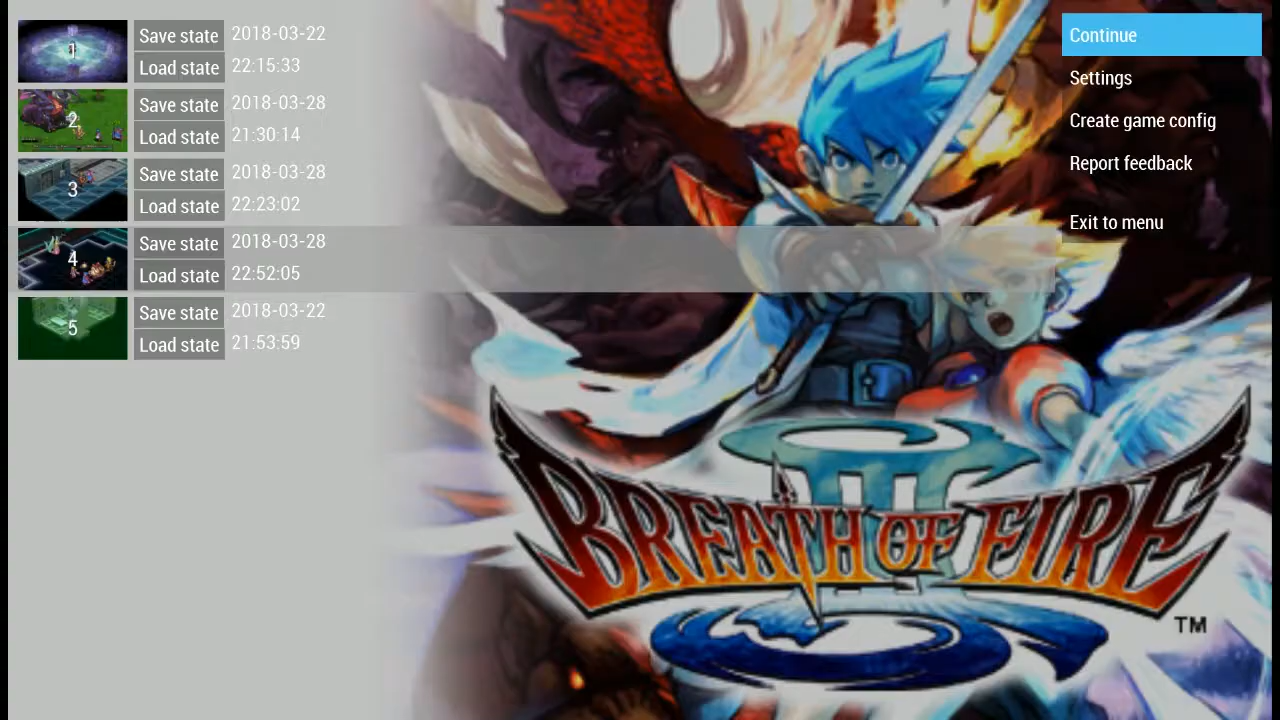 1
Save state 2018-03-22
Load state 22:15:33
2
Save state 2018-03-28
Load state 21:30:14
3
Save state 2018-03-28
Load state 22:23:02
4
Save state 2018-03-28
Load state 22:52:05
5
Save state 2018-03-22
Load state 21:53:59
Continue
Settings
Create game config
Report feedback
Exit to menu
III
BREATH OF FIRE
TM